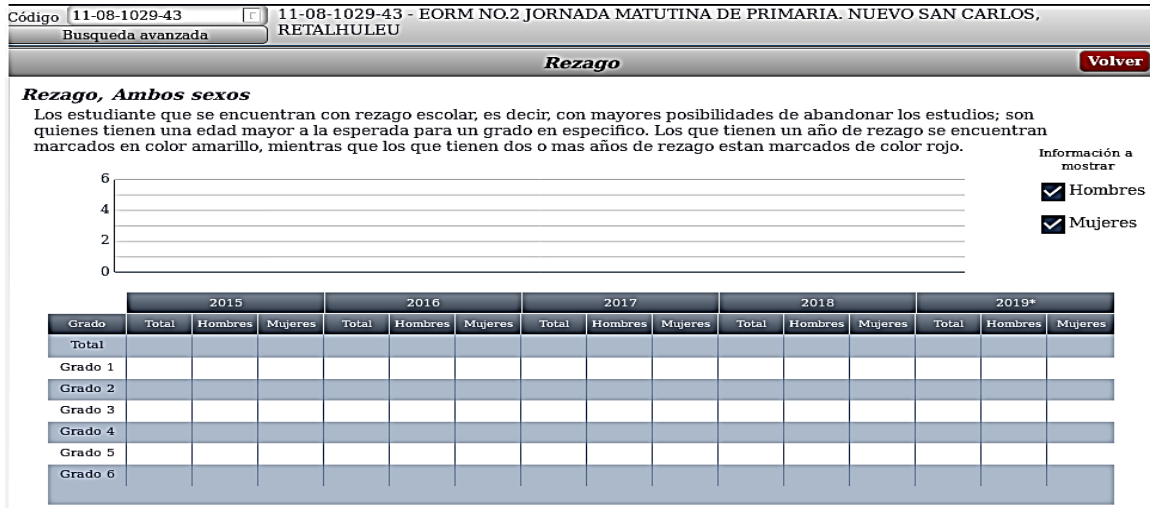 Código 11-08-1029-43 11-08-1029-43 - EORM NO.2 JORNADA MATUTINA DE PRIMARIA. NUEVO SAN CARLOS,
Busqueda avanzada RETALHULEU
Rezago Volver
Rezago, Ambos sexos
Los estudiante que se encuentran con rezago escolar, es decir, con mayores posibilidades de abandonar los estudios; son
quienes tienen una edad mayor a la esperada para un grado en especifico. Los que tienen un año de rezago se encuentran
marcados en color amarillo, mientras que los que tienen dos o mas años de rezago estan marcados de color rojo.
Información a
mostrar
Hombres
Mujeres
6
4
2
0
2015 2016 2017 2018 2019*
Grado Total Hombres Mujeres Total Hombres Mujeres Total Hombres Mujeres Total Hombres Mujeres Total Hombres Mujeres
Total
Grado 1
Grado 2
Grado 3
Grado 4
Grado 5
Grado 6